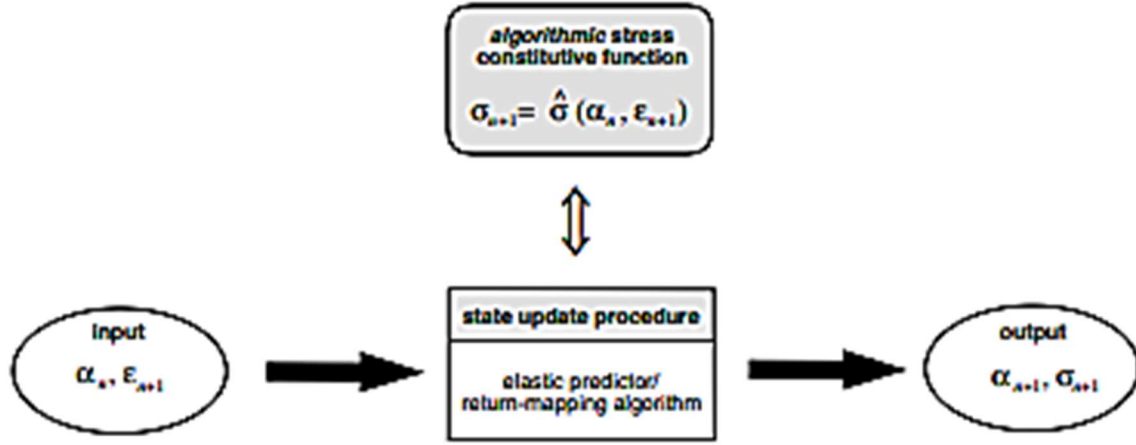 algorithmic stress
constitutive function
σₙ₊₁= σ̂ (αₙ, εₙ₊₁)
input
αₙ, εₙ₊₁
state update procedure
elastic predictor/
return-mapping algorithm
output
αₙ₊₁, σₙ₊₁